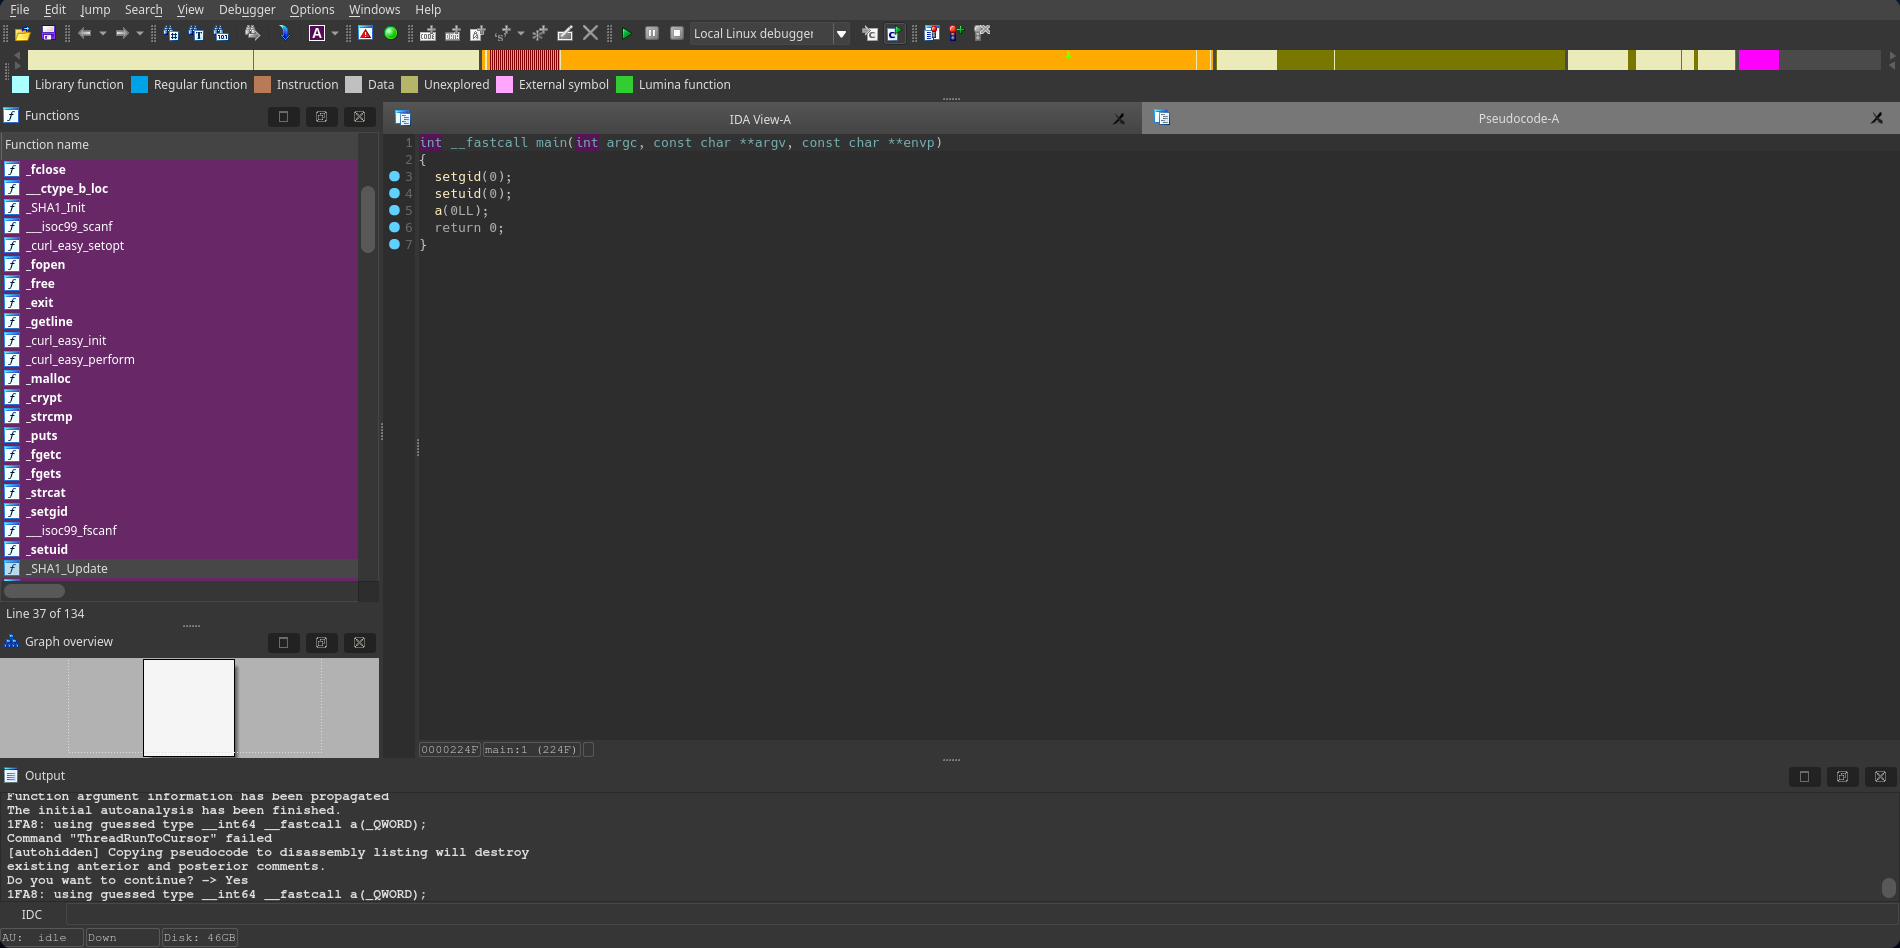 File Edit Jump Search View Debugger Options Windows Help
Local Linux debugger
Library function Regular function Instruction Data Unexplored External symbol Lumina function
Functions
Function name
_fclose
___ctype_b_loc
_SHA1_Init
___isoc99_scanf
_curl_easy_setopt
_fopen
_free
_exit
_getline
_curl_easy_init
_curl_easy_perform
_malloc
_crypt
_strcmp
_puts
_fgetc
_fgets
_strcat
_setgid
___isoc99_fscanf
_setuid
_SHA1_Update
Line 37 of 134
Graph overview
IDA View-A
Pseudocode-A
1 int __fastcall main(int argc, const char **argv, const char **envp)
2 {
3 setgid(0);
4 setuid(0);
5 a(0LL);
6 return 0;
7 }
0000224F main:1 (224F)
Output
Function argument information has been propagated
The initial autoanalysis has been finished.
1FA8: using guessed type __int64 __fastcall a(_QWORD);
Command "ThreadRunToCursor" failed
[autohidden] Copying pseudocode to disassembly listing will destroy
existing anterior and posterior comments.
Do you want to continue? -> Yes
1FA8: using guessed type __int64 __fastcall a(_QWORD);
IDC
AU: idle Down Disk: 46GB